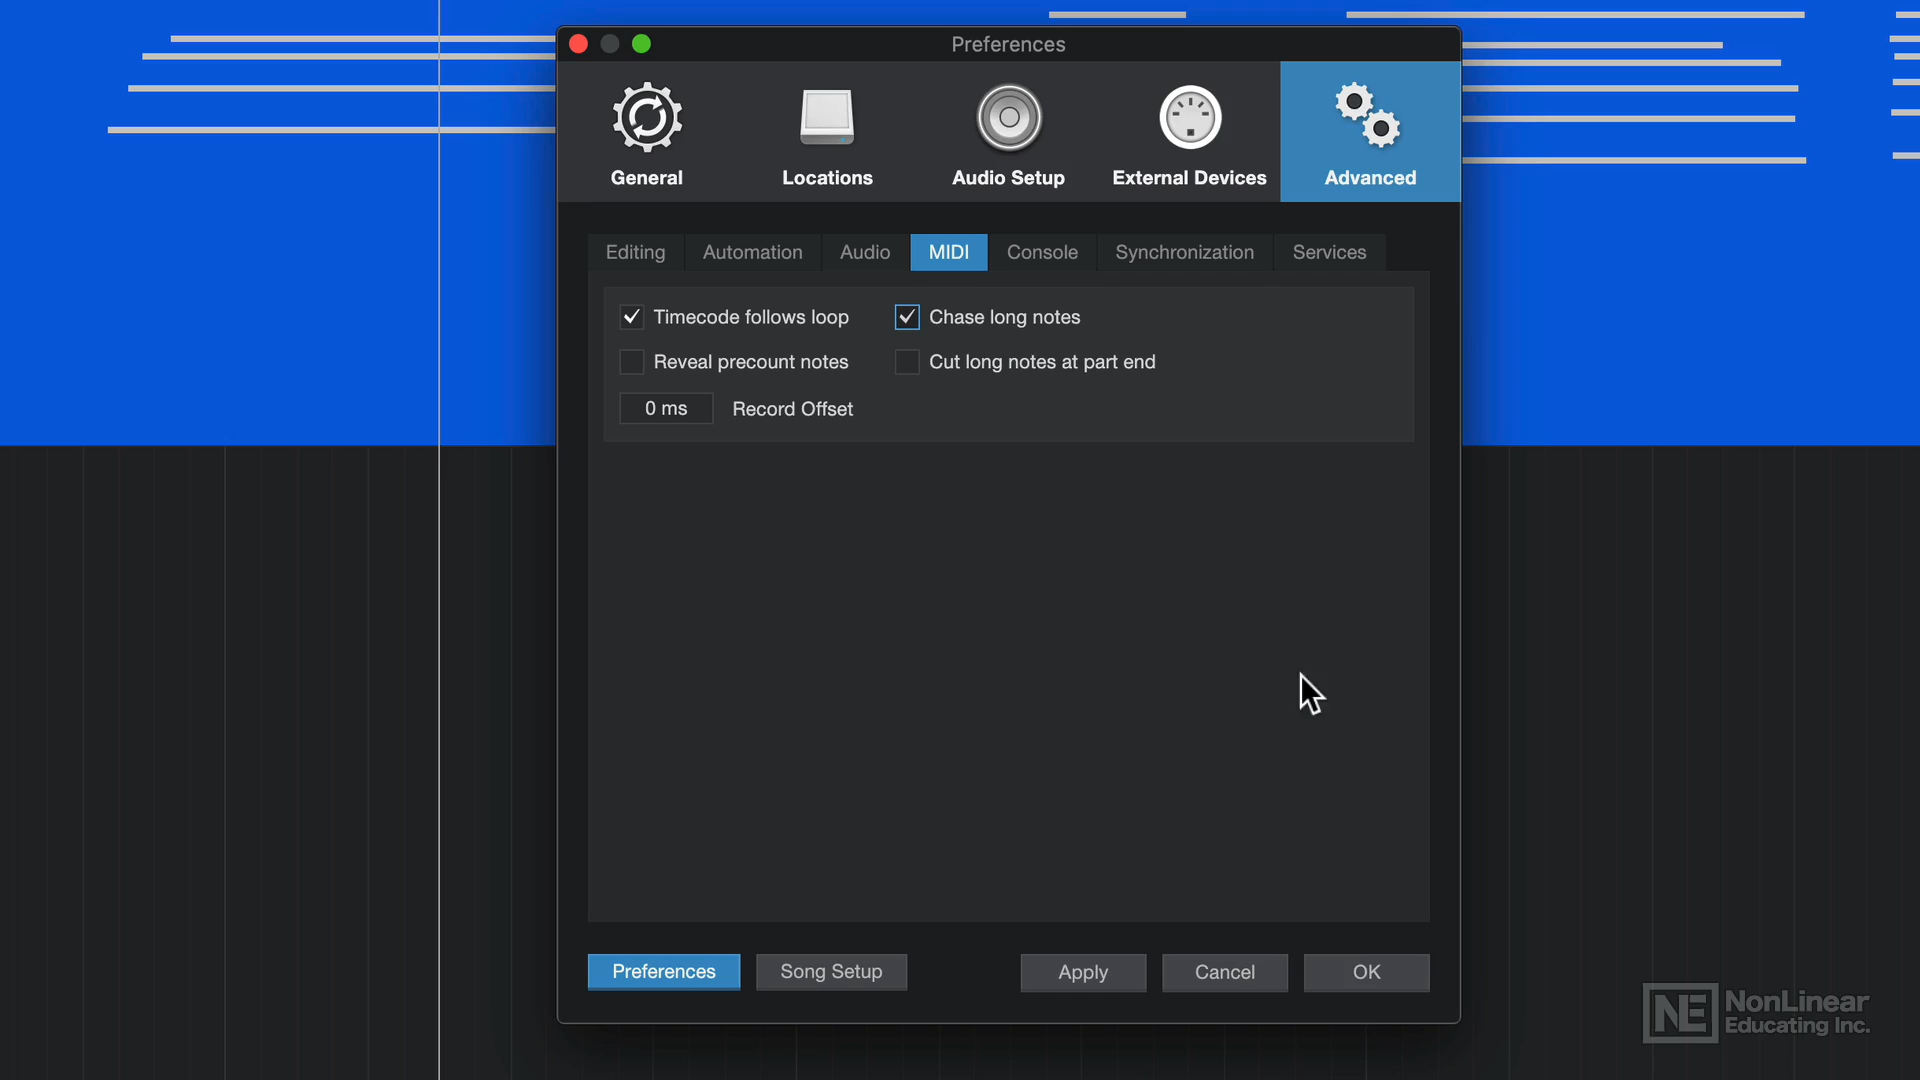 Preferences
General Locations Audio Setup External Devices Advanced
Editing Automation Audio MIDI Console Synchronization Services
Timecode follows loop Chase long notes
Reveal precount notes Cut long notes at part end
0 ms Record Offset
Preferences Song Setup Apply Cancel OK
NE NonLinear
Educating Inc.